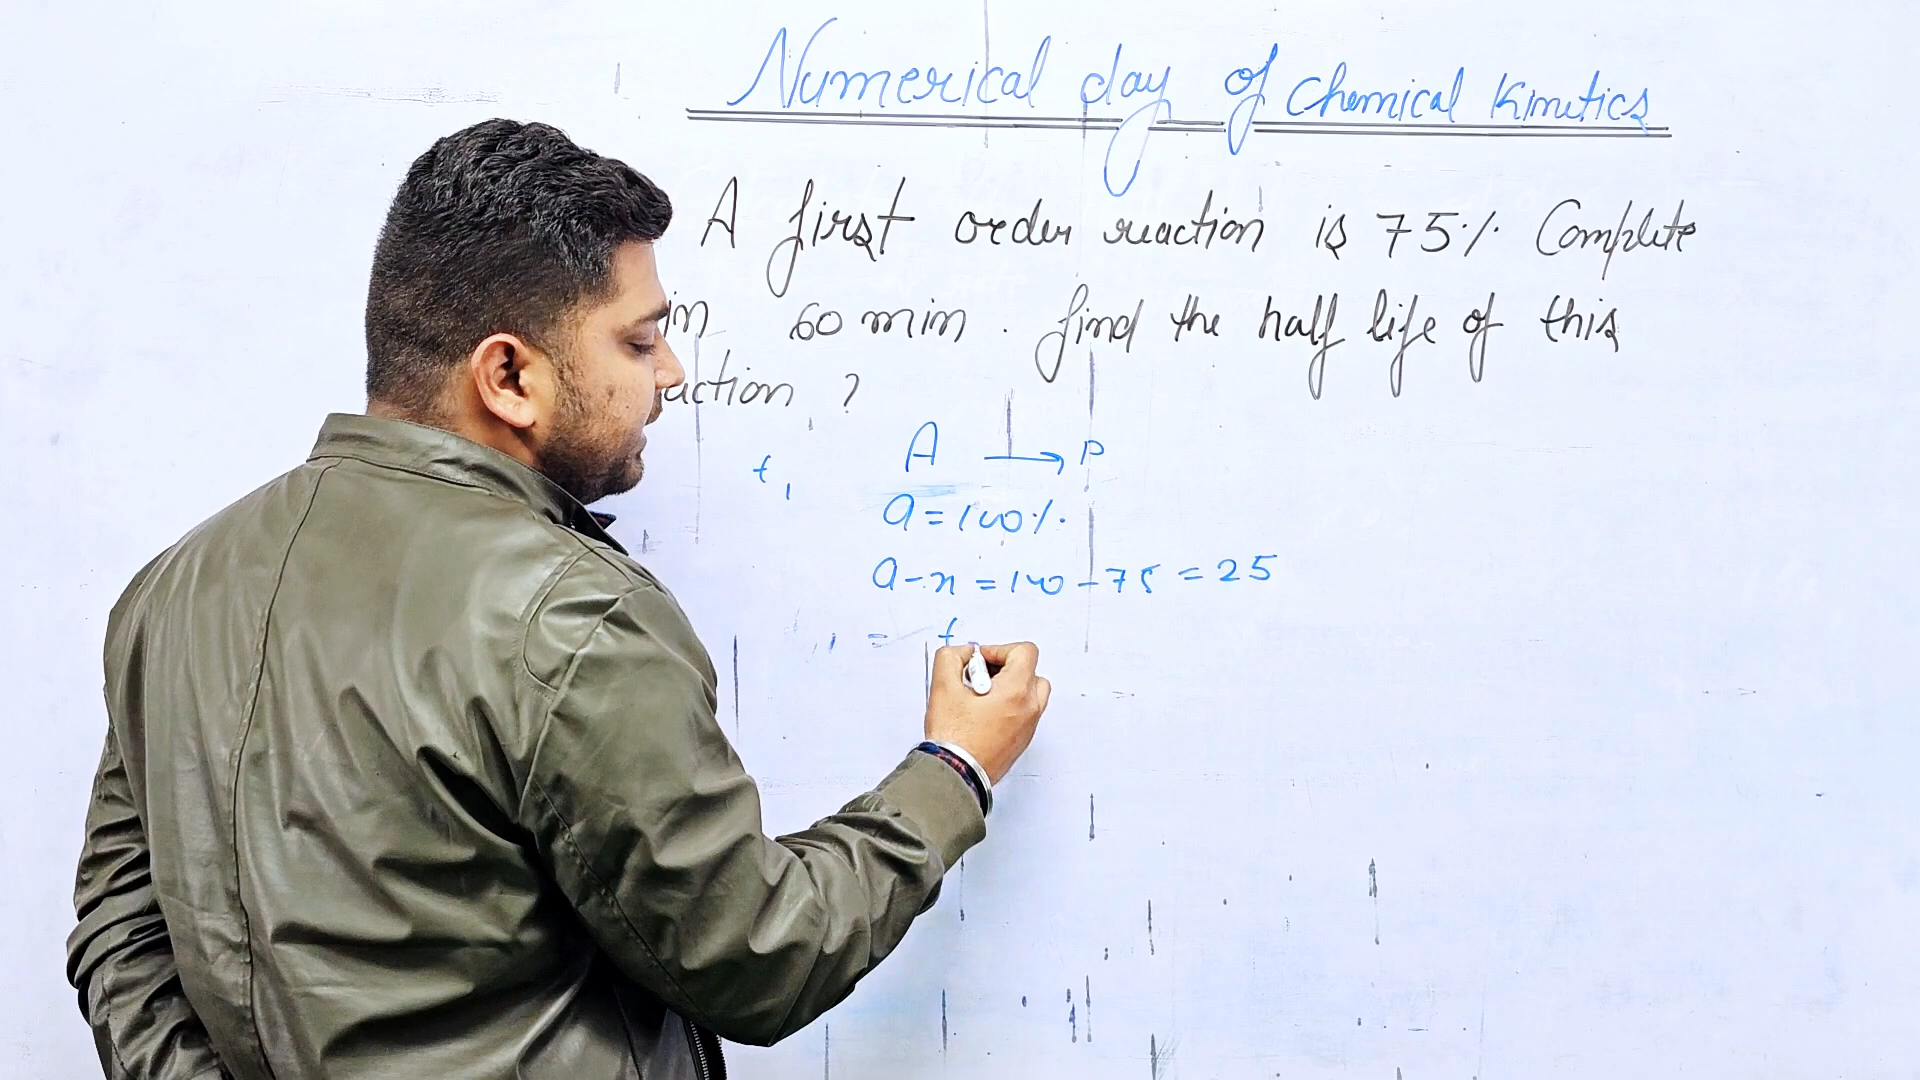 Numerical day of Chemical Kinetics
A first order reaction is 75% Complete
in 60 min. find the half life of this
action ?
A → P
t1
a = 100%
a - x = 100 - 75 = 25
= t